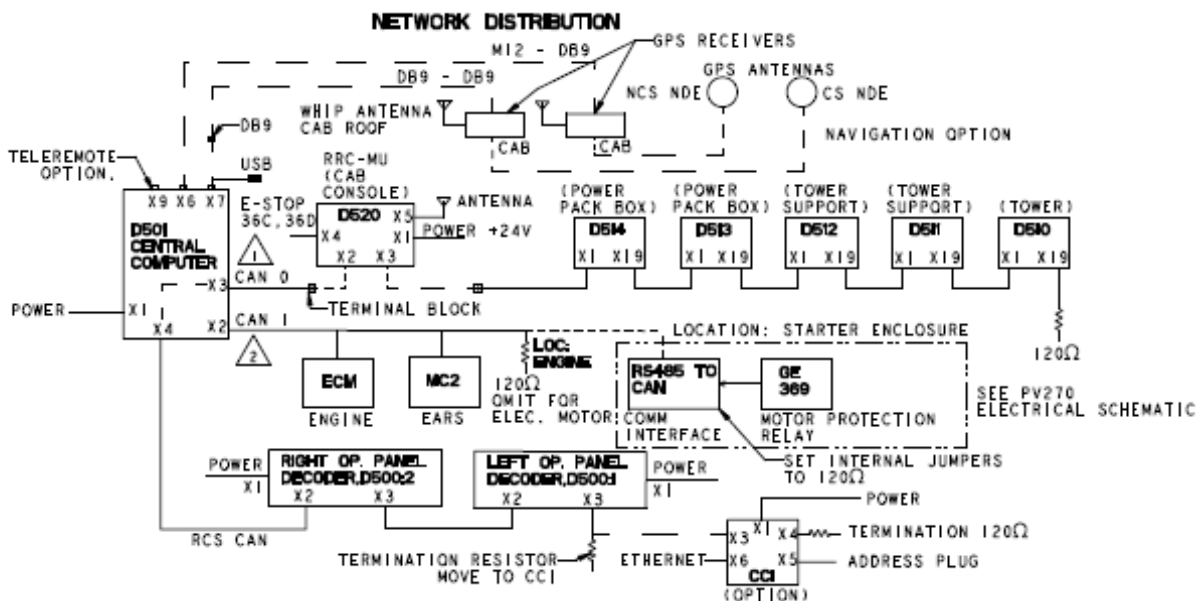 NETWORK DISTRIBUTION
MI2 - DB9
GPS RECEIVERS
DB9 - DB9
GPS ANTENNAS
NCS NDE
CS NDE
WHIP ANTENNA
CAB ROOF
DB9
CAB
CAB
NAVIGATION OPTION
TELEREMOTE
OPTION.
USB
RRC-MU
(CAB
CONSOLE)
X9 X6 X7
D501
CENTRAL
COMPUTER
X3
X1
X4
X2
POWER
E-STOP
36C, 36D
1
D520
X5
X4
X1
X2 X3
ANTENNA
POWER +24V
(POWER
PACK BOX)
D514
X1 X19
(POWER
PACK BOX)
D513
X1 X19
(TOWER
SUPPORT)
D512
X1 X19
(TOWER
SUPPORT)
D511
X1 X19
(TOWER)
D510
X1 X19
CAN 0
TERMINAL BLOCK
CAN 1
2
120Ω
LOCATION: STARTER ENCLOSURE
LOC:
ENGINE
120Ω
OMIT FOR
ELEC. MOTOR
ECM
ENGINE
MC2
EARS
RS485 TO
CAN
COMM
INTERFACE
GE
369
MOTOR PROTECTION
RELAY
SEE PV270
ELECTRICAL SCHEMATIC
SET INTERNAL JUMPERS
TO 120Ω
POWER
X1
RIGHT OP. PANEL
DECODER,D500:2
X2 X3
LEFT OP. PANEL
DECODER,D500:1
X2 X3
POWER
X1
RCS CAN
TERMINATION RESISTOR
MOVE TO CCI
POWER
X3 X1 X4
X6 X5
CCI
(OPTION)
TERMINATION 120Ω
ETHERNET
ADDRESS PLUG